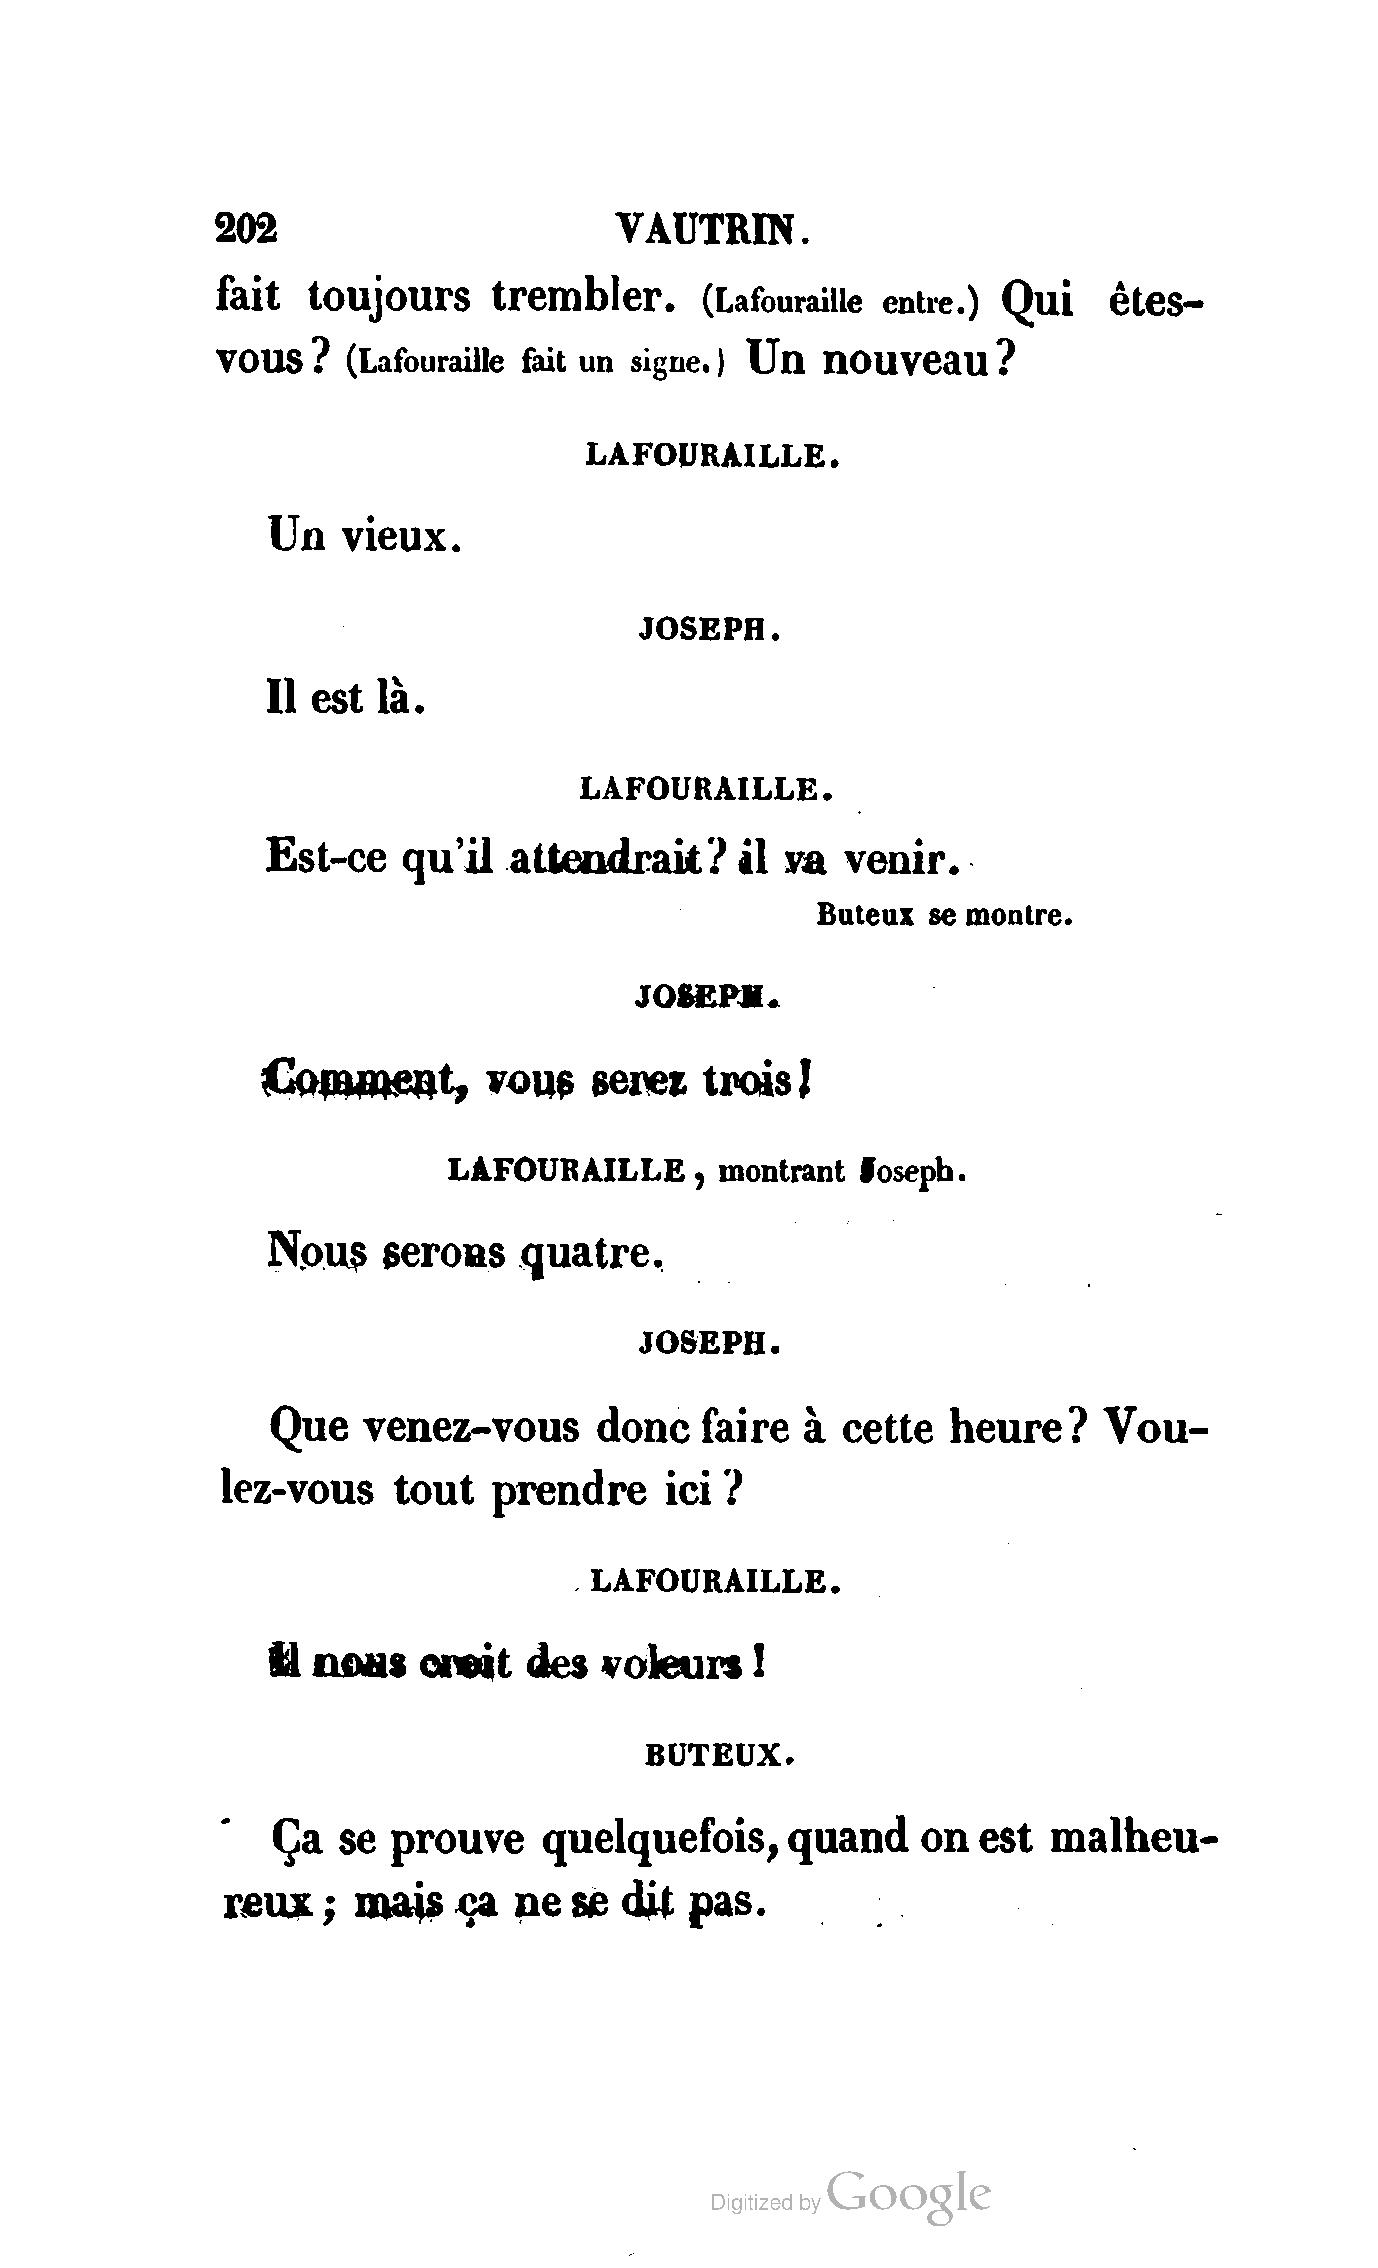 202 VAUTRIN.
fait toujours trembler. (Lafouraille entre.) Qui êtes-
vous? (Lafouraille fait un signe.) Un nouveau?
LAFOURAILLE.
Un vieux.
JOSEPH.
Il est là.
LAFOURAILLE.
Est-ce qu'il attendrait? il va venir.
Buteux se montre.
JOSEPH.
Comment, vous serez trois!
LAFOURAILLE, montrant Joseph.
Nous serons quatre.
JOSEPH.
Que venez-vous donc faire à cette heure? Vou-
lez-vous tout prendre ici?
LAFOURAILLE.
Il nous croit des voleurs!
BUTEUX.
Ça se prouve quelquefois, quand on est malheu-
reux; mais ça ne se dit pas.
Digitized by Google